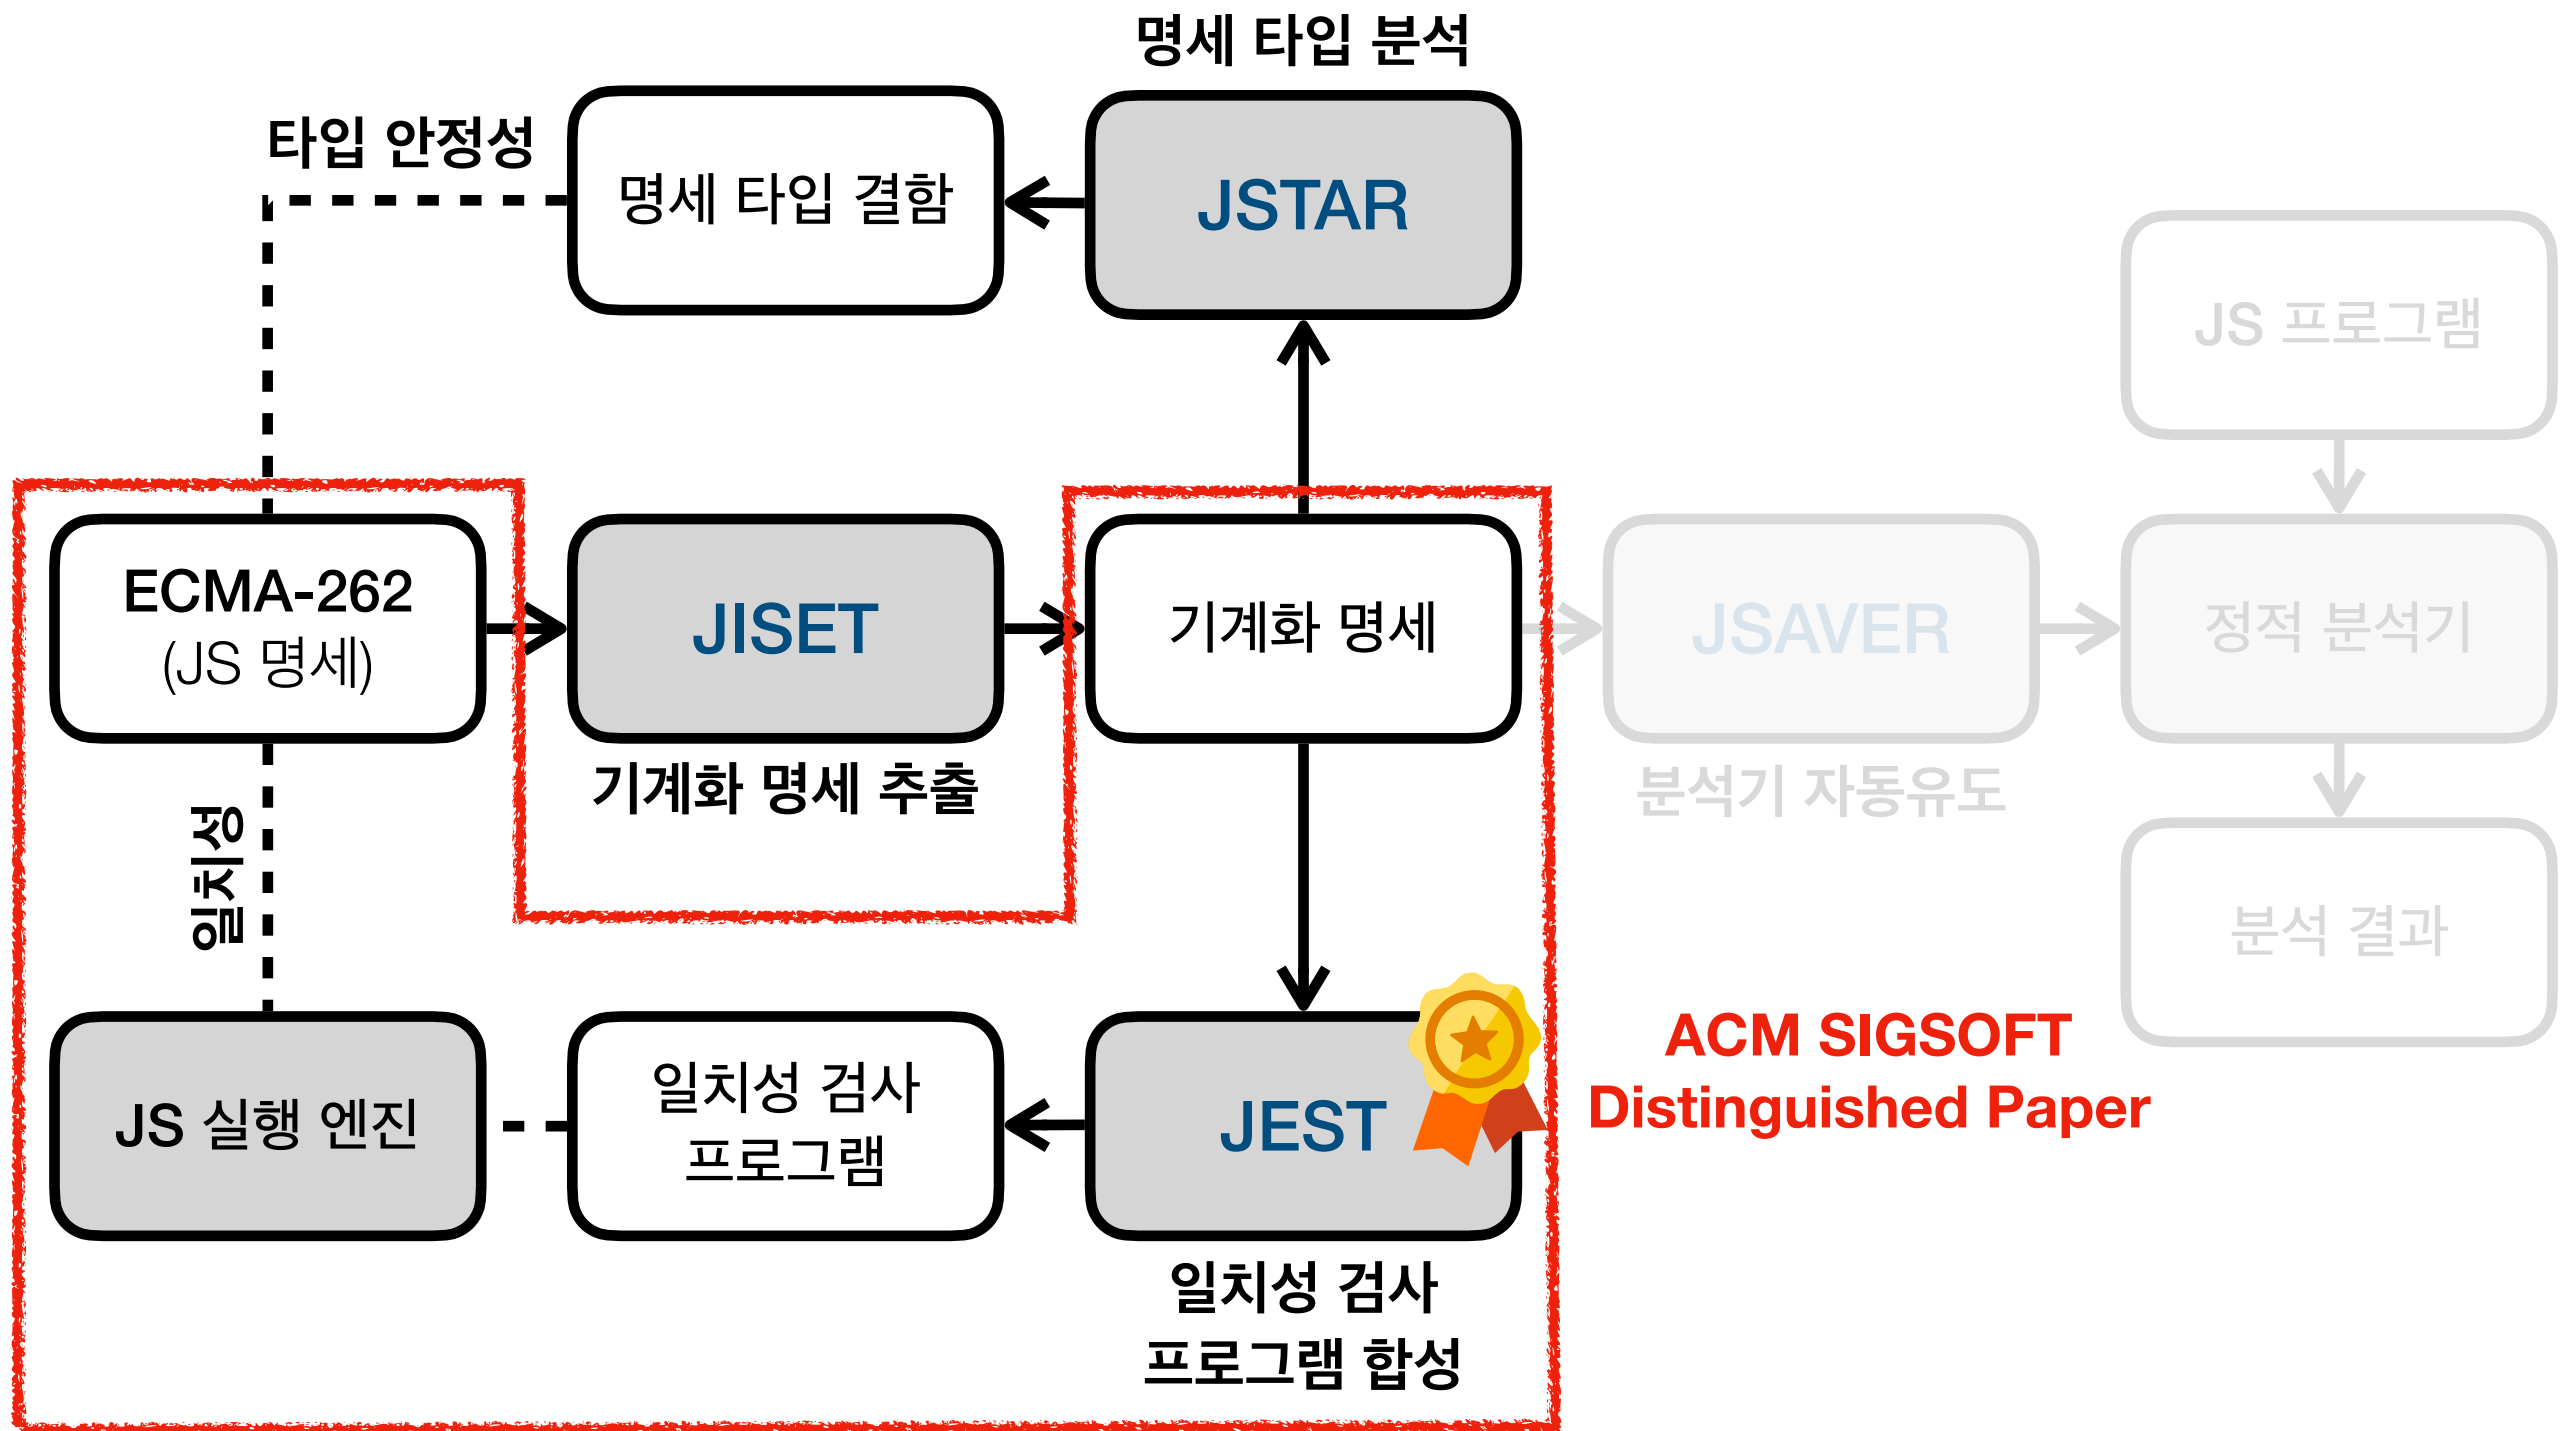 명세 타입 분석
타입 안정성
명세 타입 결함
JSTAR
JS 프로그램
ECMA-262
(JS 명세)
JISET
기계화 명세 추출
기계화 명세
JSAVER
분석기 자동유도
정적 분석기
분석 결과
일치성
JS 실행 엔진
일치성 검사
프로그램
JEST
일치성 검사
프로그램 합성
ACM SIGSOFT
Distinguished Paper